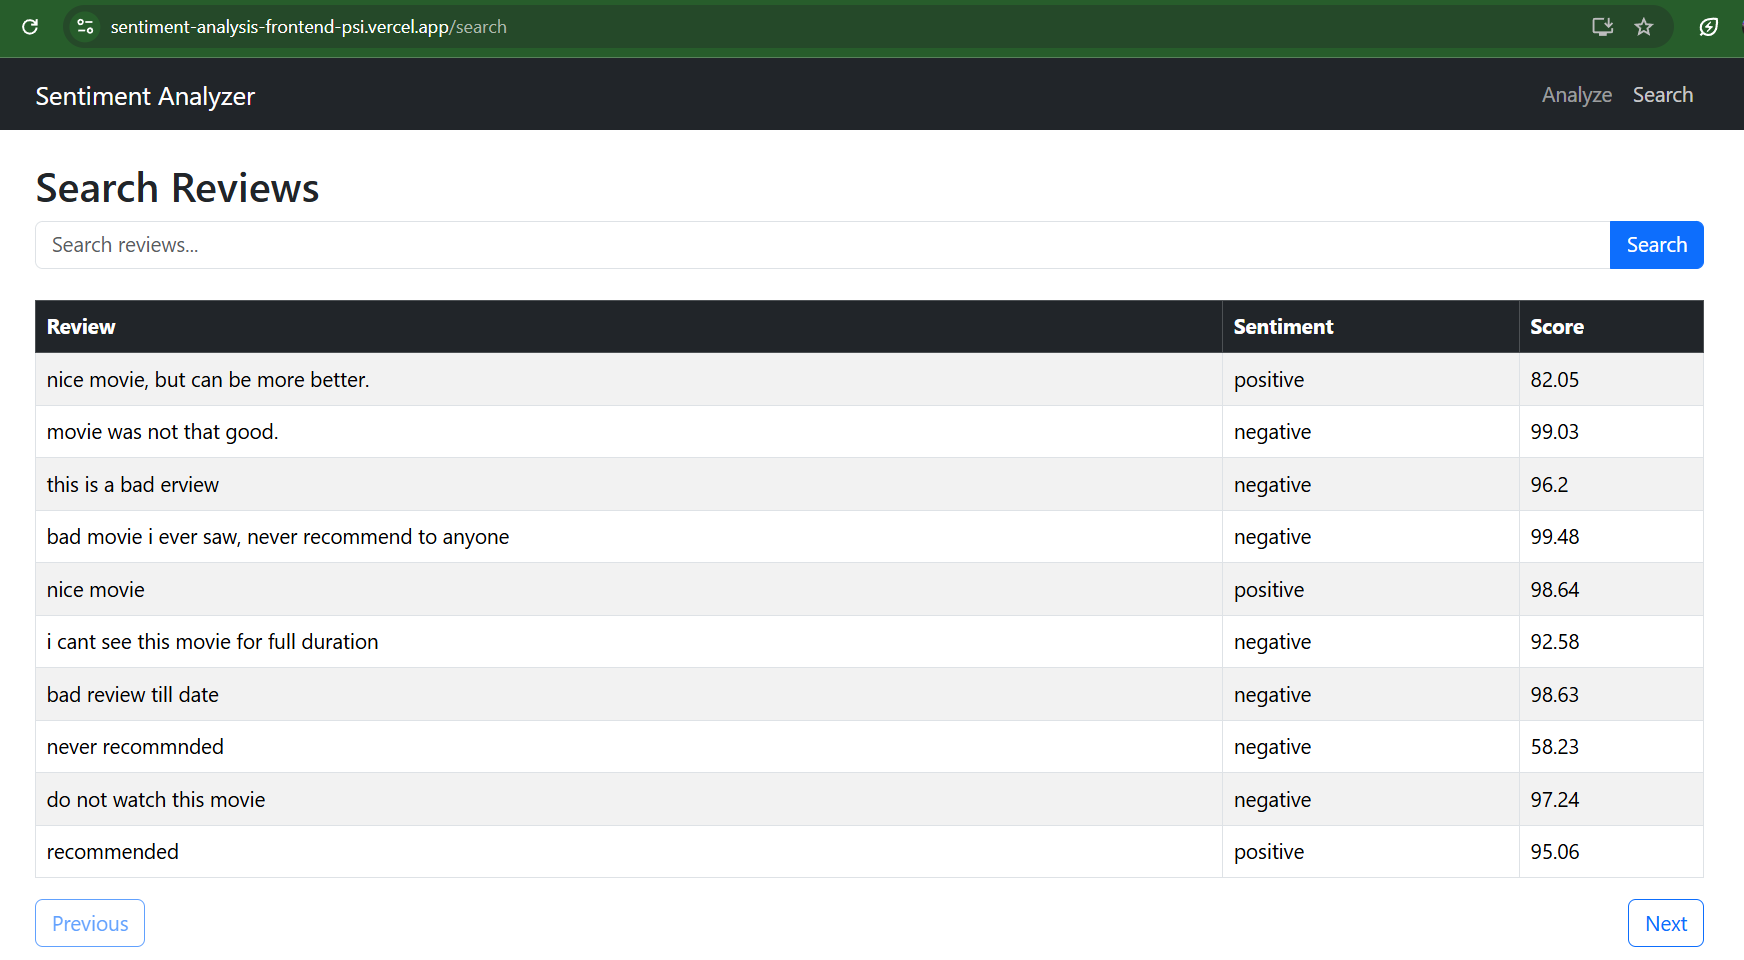 sentiment-analysis-frontend-psi.vercel.app/search
Sentiment Analyzer Analyze Search
Search Reviews
Search reviews... Search
Review Sentiment Score
nice movie, but can be more better. positive 82.05
movie was not that good. negative 99.03
this is a bad erview negative 96.2
bad movie i ever saw, never recommend to anyone negative 99.48
nice movie positive 98.64
i cant see this movie for full duration negative 92.58
bad review till date negative 98.63
never recommnded negative 58.23
do not watch this movie negative 97.24
recommended positive 95.06
Previous Next